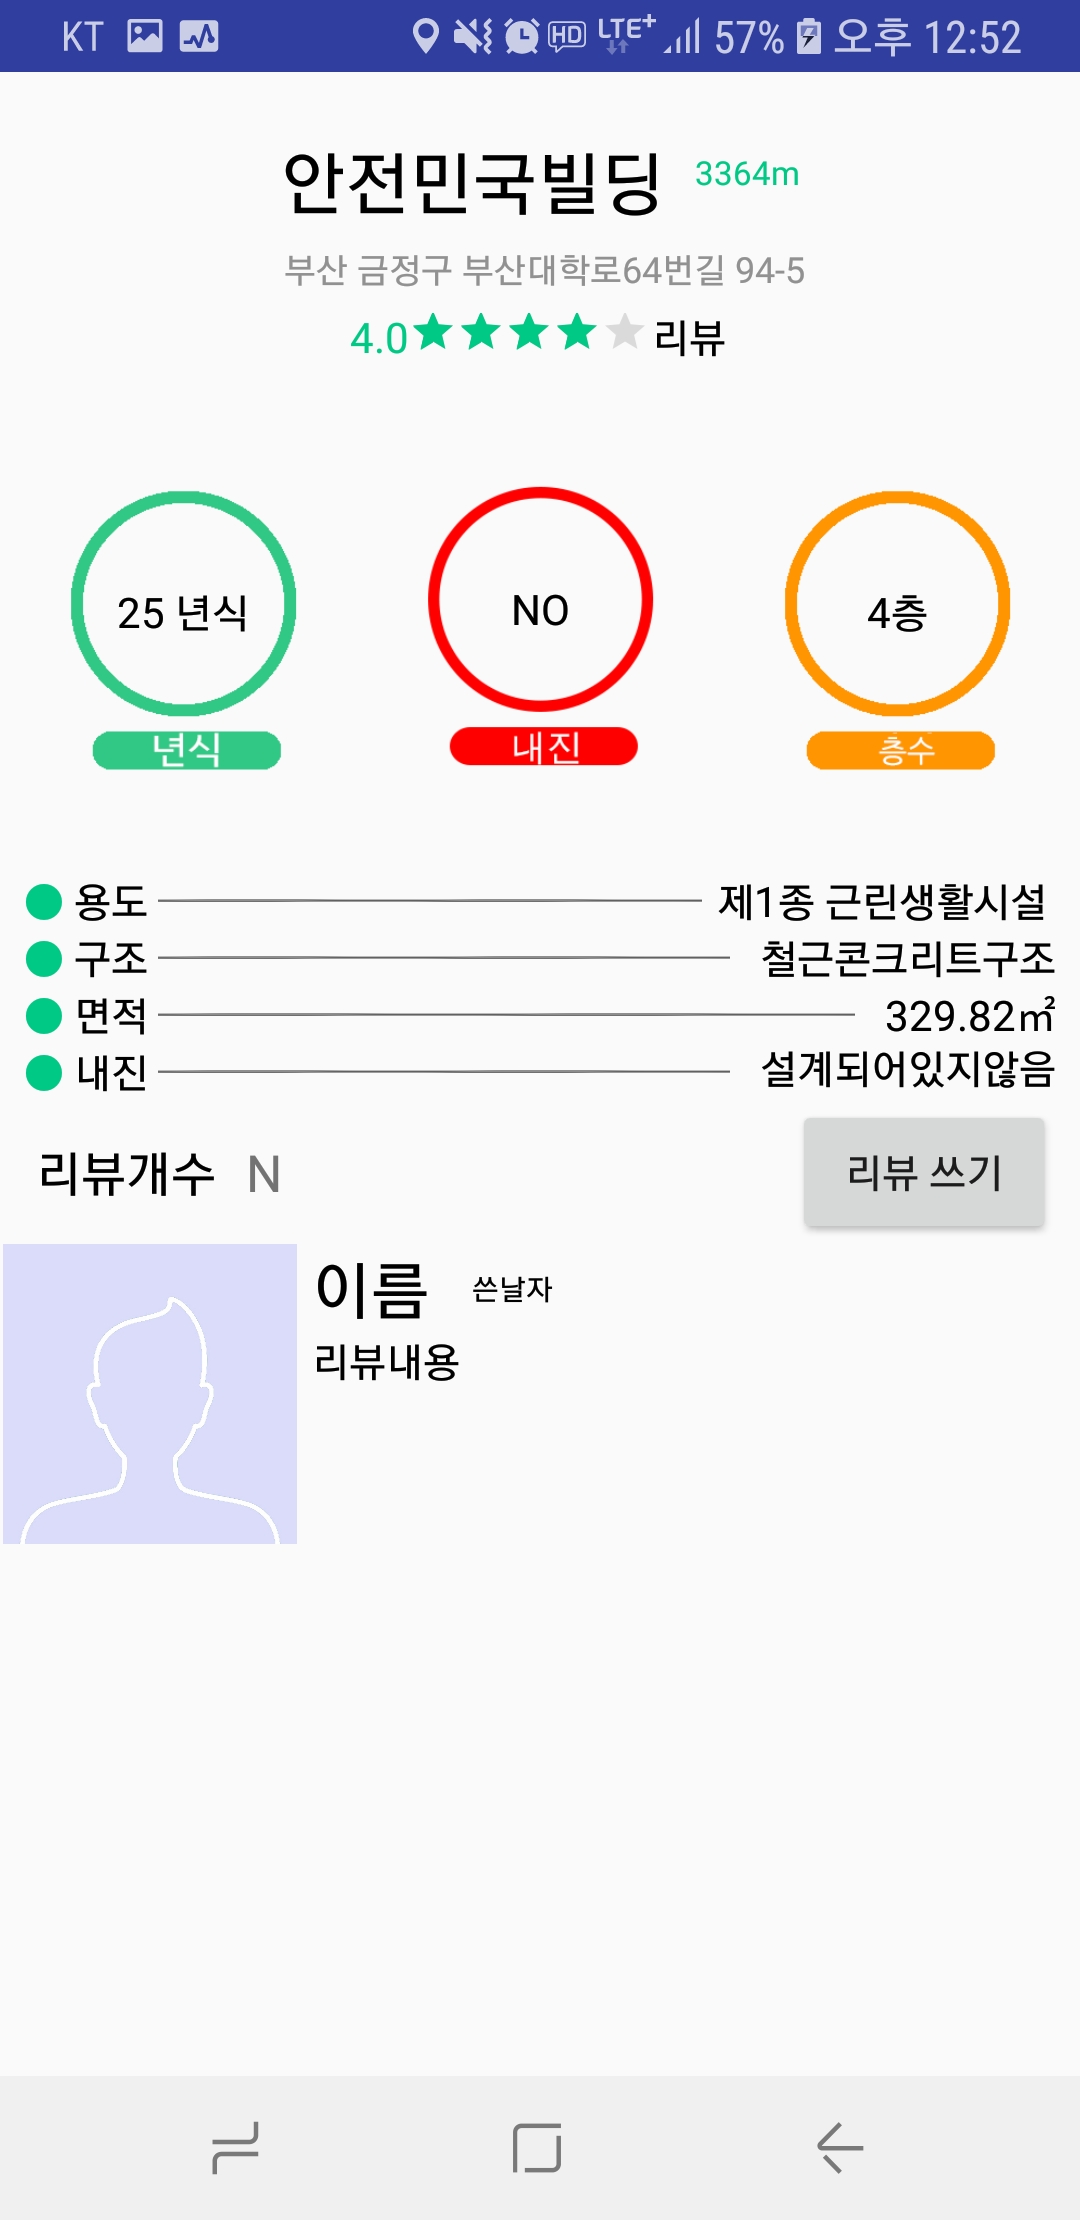 KT HD LTE+ 57% 오후 12:52
안전민국빌딩 3364m
부산 금정구 부산대학로64번길 94-5
4.0 리뷰
25 년식 NO 4층
년식 내진 층수
용도 제1종 근린생활시설
구조 철근콘크리트구조
면적 329.82㎡
내진 설계되어있지않음
리뷰개수 N 리뷰 쓰기
이름 쓴날자
리뷰내용